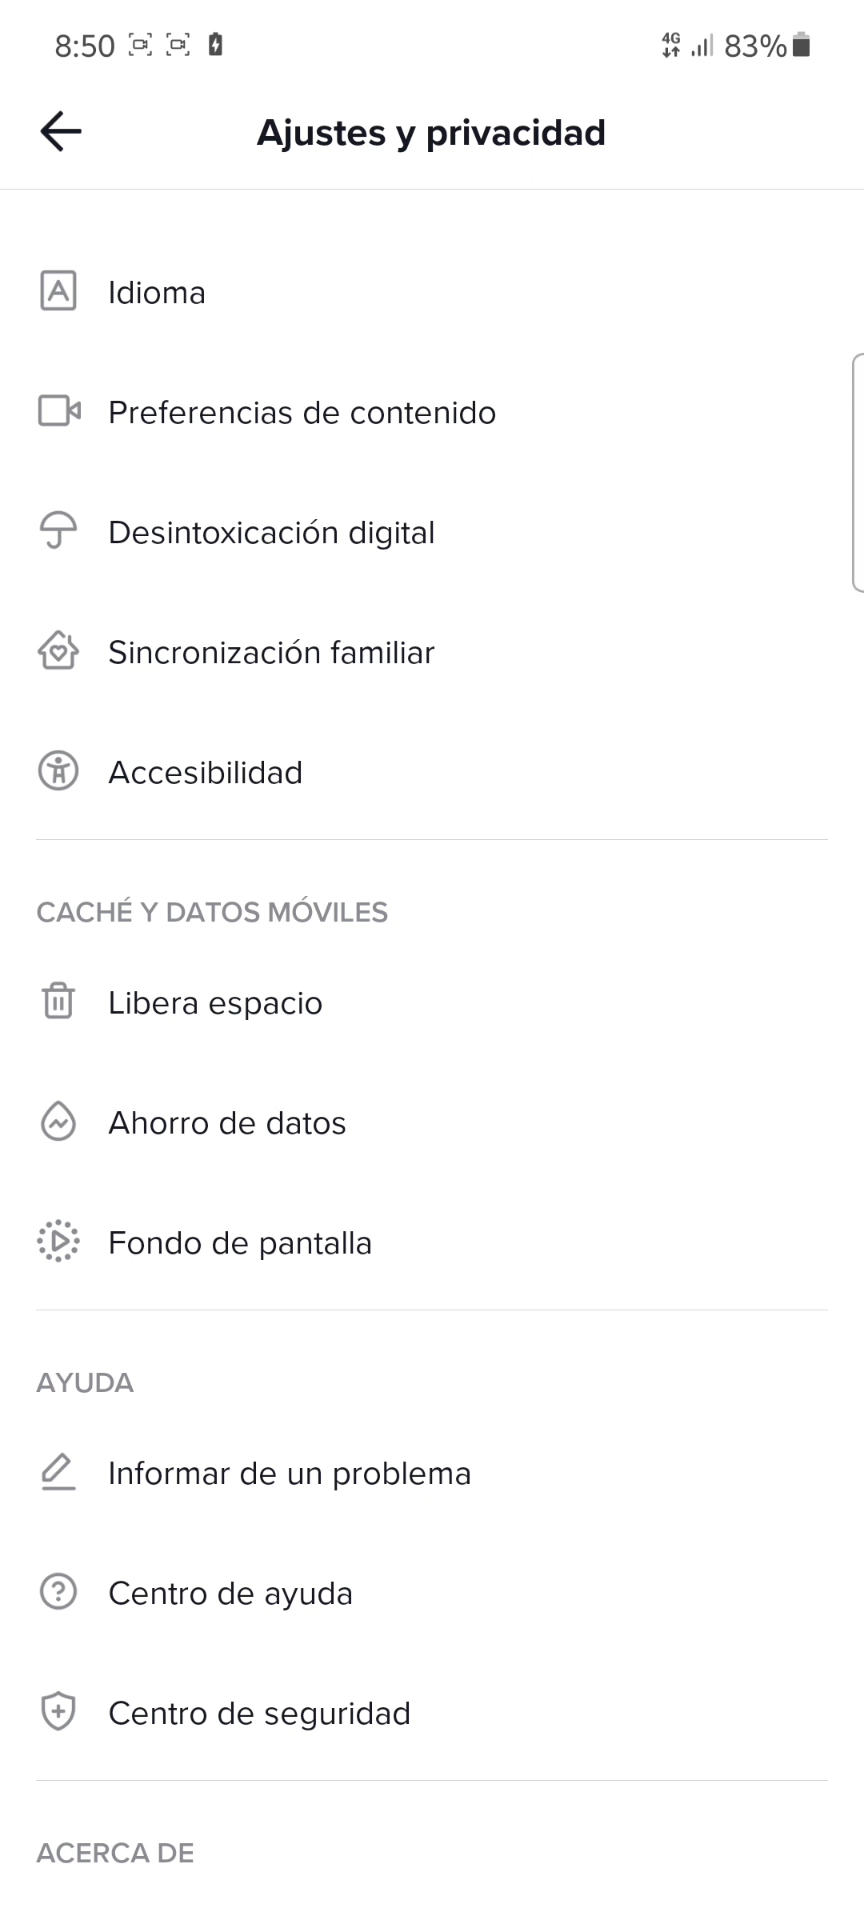 8:50 4G 83%
Ajustes y privacidad
Idioma
Preferencias de contenido
Desintoxicación digital
Sincronización familiar
Accesibilidad
CACHÉ Y DATOS MÓVILES
Libera espacio
Ahorro de datos
Fondo de pantalla
AYUDA
Informar de un problema
Centro de ayuda
Centro de seguridad
ACERCA DE